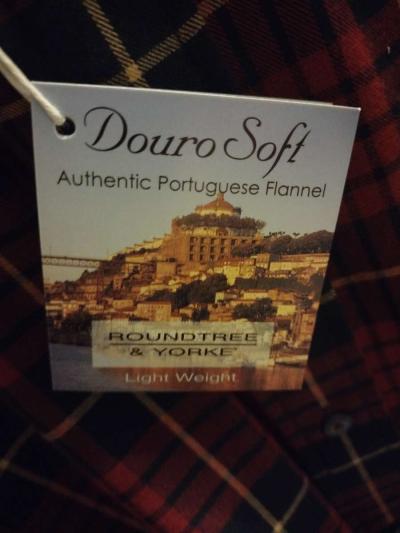 Douro Soft
Authentic Portuguese Flannel
ROUNDTREE
& YORKE
Light Weight